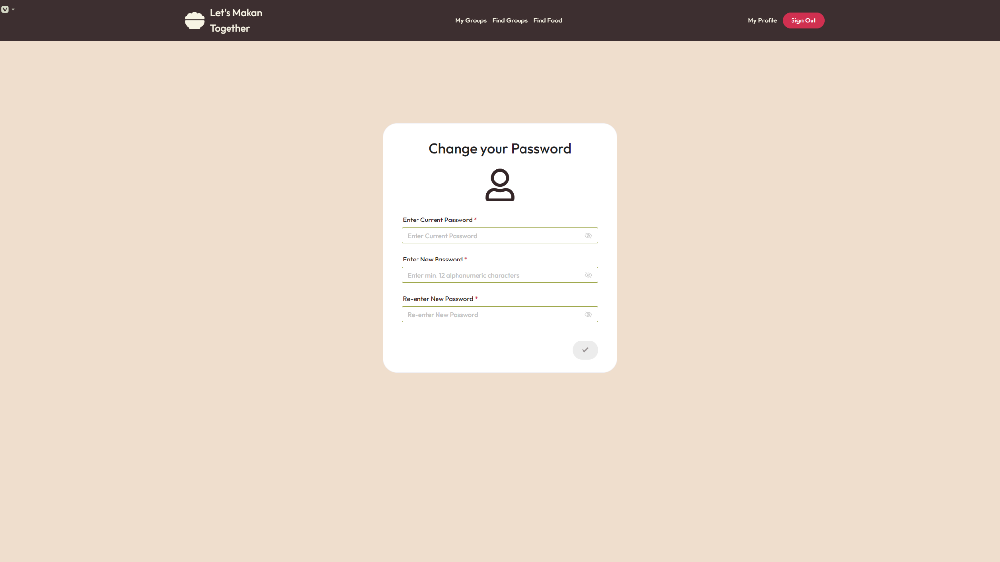 Let's Makan
Together
My Groups Find Groups Find Food
My Profile Sign Out
Change your Password
Enter Current Password *
Enter Current Password
Enter New Password *
Enter min. 12 alphanumeric characters
Re-enter New Password *
Re-enter New Password